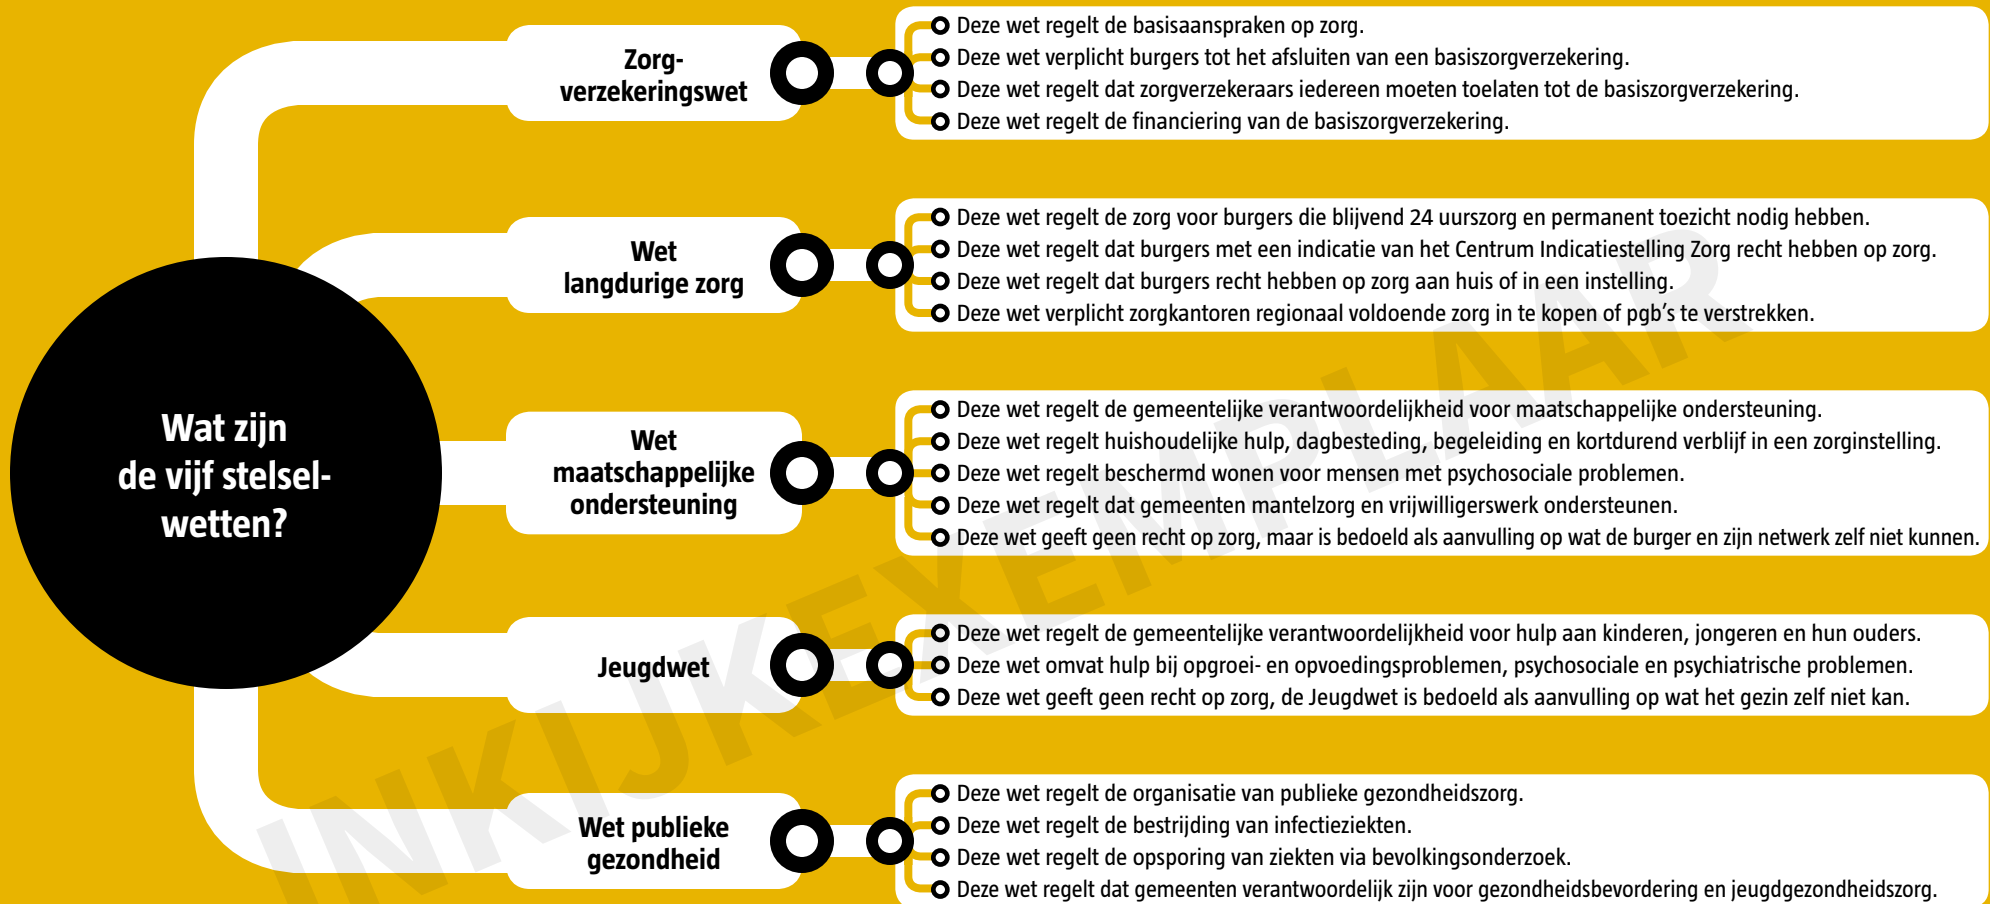 Wat zijn
de vijf stelsel-
wetten?
Zorg-
verzekeringswet
Deze wet regelt de basisaanspraken op zorg.
Deze wet verplicht burgers tot het afsluiten van een basiszorgverzekering.
Deze wet regelt dat zorgverzekeraars iedereen moeten toelaten tot de basiszorgverzekering.
Deze wet regelt de financiering van de basiszorgverzekering.
Wet
langdurige zorg
Deze wet regelt de zorg voor burgers die blijvend 24 uurszorg en permanent toezicht nodig hebben.
Deze wet regelt dat burgers met een indicatie van het Centrum Indicatiestelling Zorg recht hebben op zorg.
Deze wet regelt dat burgers recht hebben op zorg aan huis of in een instelling.
Deze wet verplicht zorgkantoren regionaal voldoende zorg in te kopen of pgb's te verstrekken.
Wet
maatschappelijke
ondersteuning
Deze wet regelt de gemeentelijke verantwoordelijkheid voor maatschappelijke ondersteuning.
Deze wet regelt huishoudelijke hulp, dagbesteding, begeleiding en kortdurend verblijf in een zorginstelling.
Deze wet regelt beschermd wonen voor mensen met psychosociale problemen.
Deze wet regelt dat gemeenten mantelzorg en vrijwilligerswerk ondersteunen.
Deze wet geeft geen recht op zorg, maar is bedoeld als aanvulling op wat de burger en zijn netwerk zelf niet kunnen.
Jeugdwet
Deze wet regelt de gemeentelijke verantwoordelijkheid voor hulp aan kinderen, jongeren en hun ouders.
Deze wet omvat hulp bij opgroei- en opvoedingsproblemen, psychosociale en psychiatrische problemen.
Deze wet geeft geen recht op zorg, de Jeugdwet is bedoeld als aanvulling op wat het gezin zelf niet kan.
Wet publieke
gezondheid
Deze wet regelt de organisatie van publieke gezondheidszorg.
Deze wet regelt de bestrijding van infectieziekten.
Deze wet regelt de opsporing van ziekten via bevolkingsonderzoek.
Deze wet regelt dat gemeenten verantwoordelijk zijn voor gezondheidsbevordering en jeugdgezondheidszorg.
INKIJKEXEMPLAAR